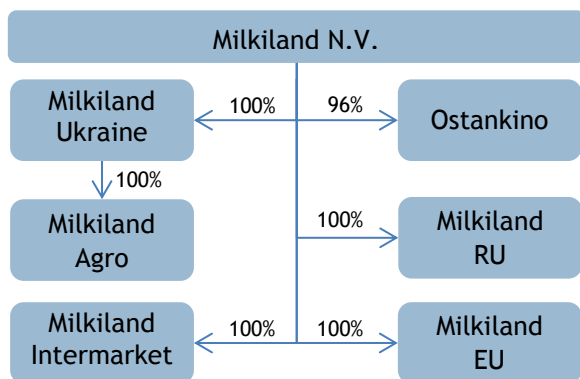 Milkiland N.V.
Milkiland
Ukraine
100%
96%
Ostankino
100%
Milkiland
Agro
100%
Milkiland
RU
Milkiland
Intermarket
100%
100%
Milkiland
EU